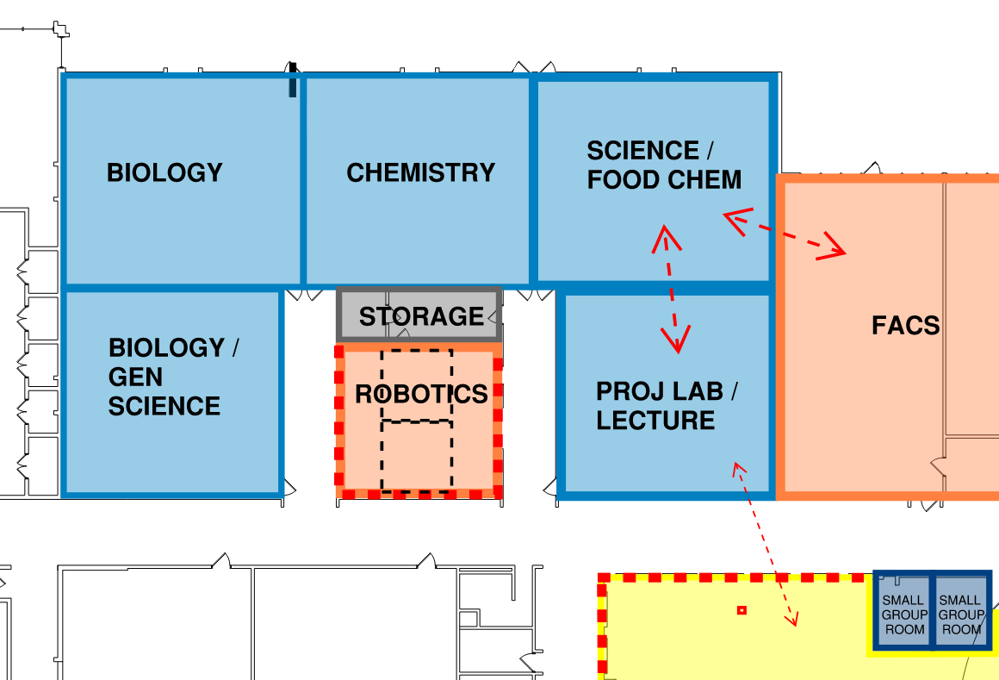 BIOLOGY
CHEMISTRY
SCIENCE /
FOOD CHEM
STORAGE
FACS
BIOLOGY /
GEN
SCIENCE
ROBOTICS
PROJ LAB /
LECTURE
SMALL
GROUP
ROOM
SMALL
GROUP
ROOM